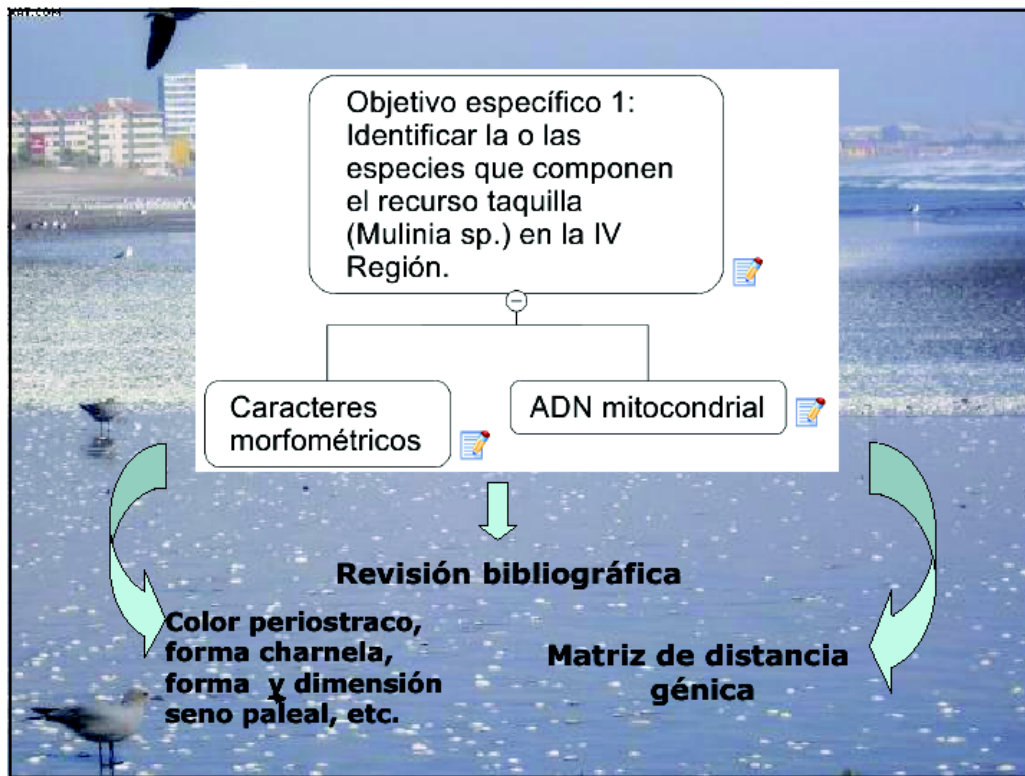 Objetivo específico 1:
Identificar la o las
especies que componen
el recurso taquilla
(Mulinia sp.) en la IV
Región.
Caracteres
morfométricos
ADN mitocondrial
Revisión bibliográfica
Color periostraco,
forma charnela,
forma y dimensión
seno paleal, etc.
Matriz de distancia
génica